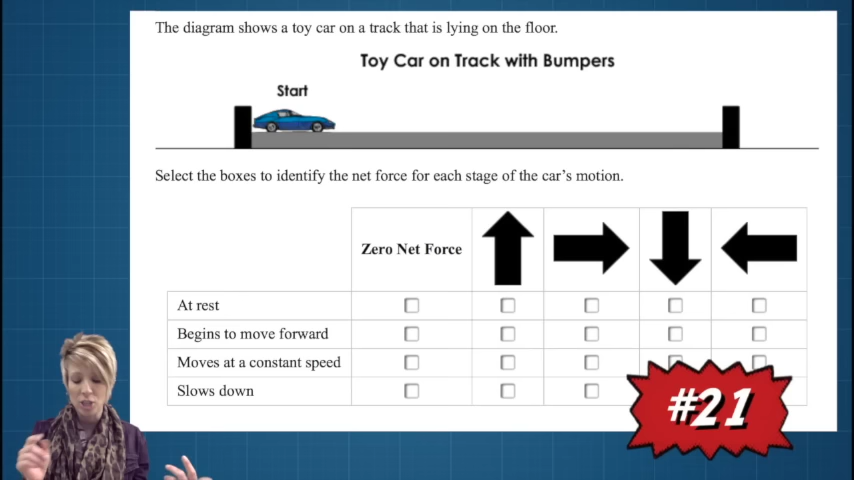 The diagram shows a toy car on a track that is lying on the floor.
Toy Car on Track with Bumpers
Start
Select the boxes to identify the net force for each stage of the car's motion.
Zero Net Force
At rest
Begins to move forward
Moves at a constant speed
Slows down
#21